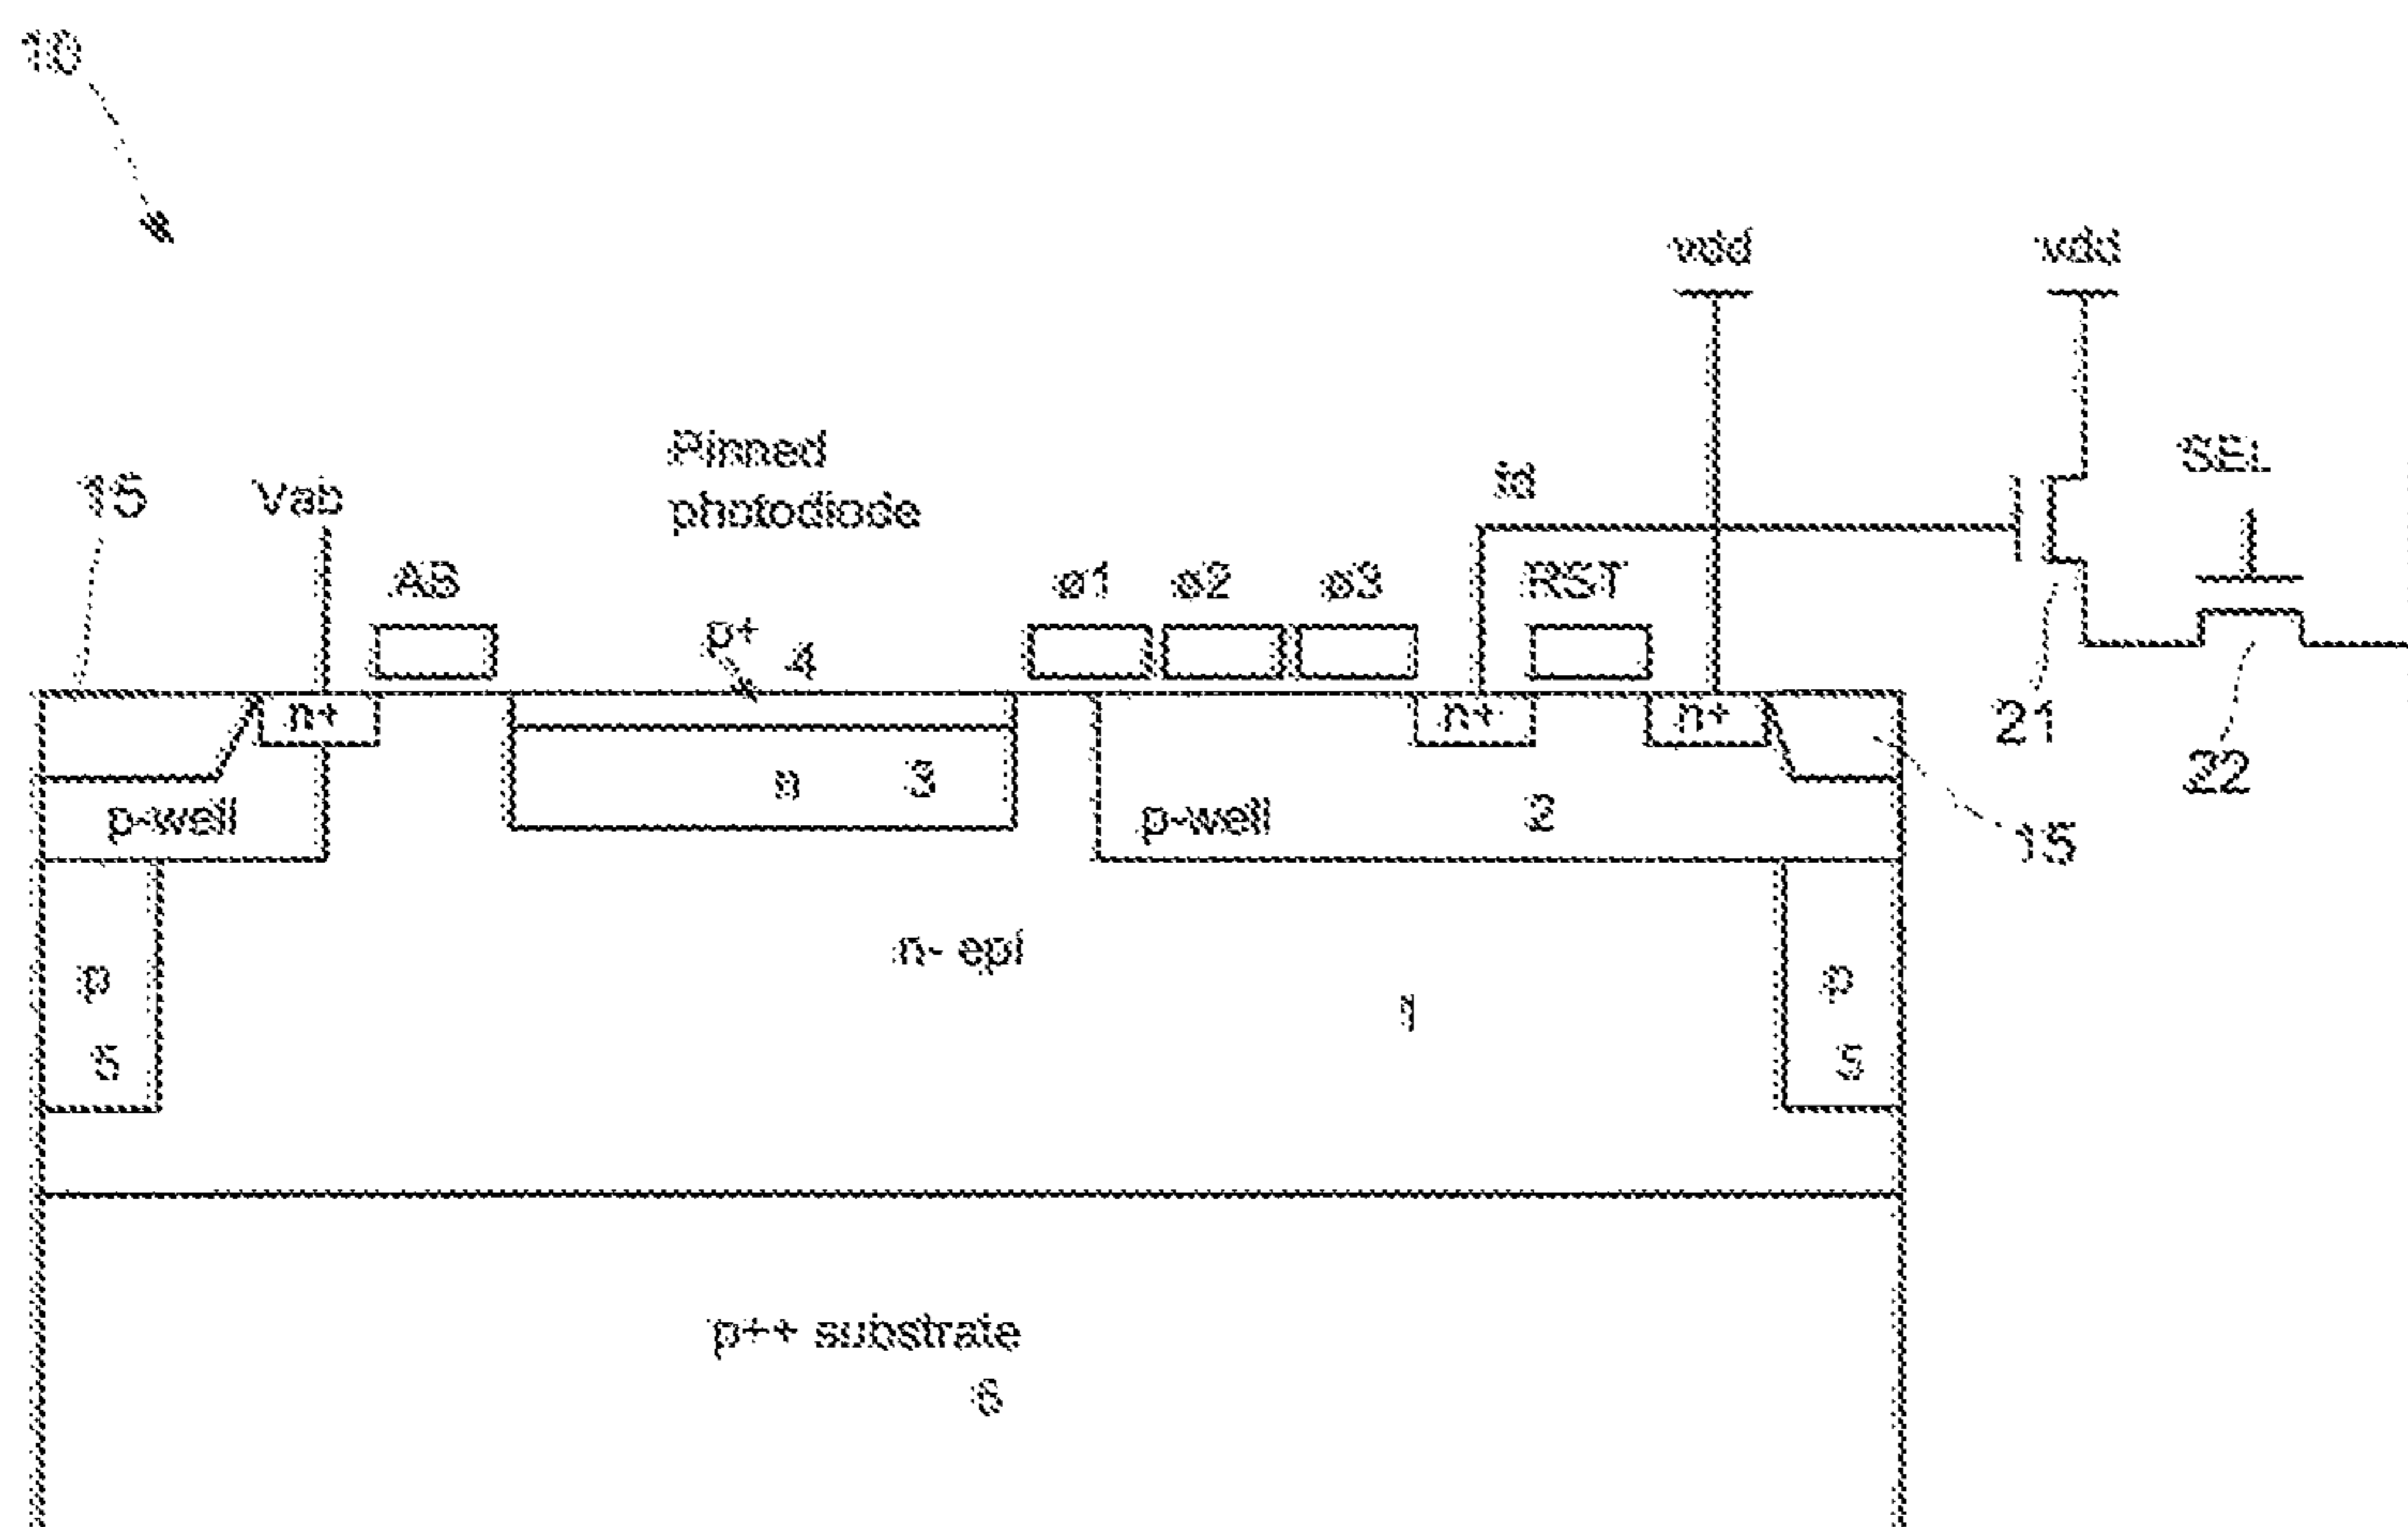 10
vdd
vdd
Pinned
photodiode
SEL
fd
15
Vab
AB
ø1
ø2
ø3
RST
p+
4
21
22
n+
n+
n+
n
3
p-well
p-well
2
15
n- epi
p
p
1
5
5
p++ substrate
6